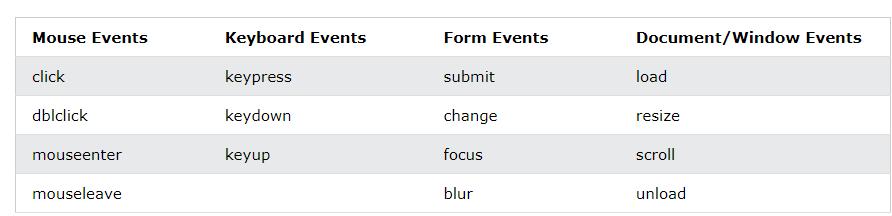 Mouse Events Keyboard Events Form Events Document/Window Events
click keypress submit load
dblclick keydown change resize
mouseenter keyup focus scroll
mouseleave blur unload